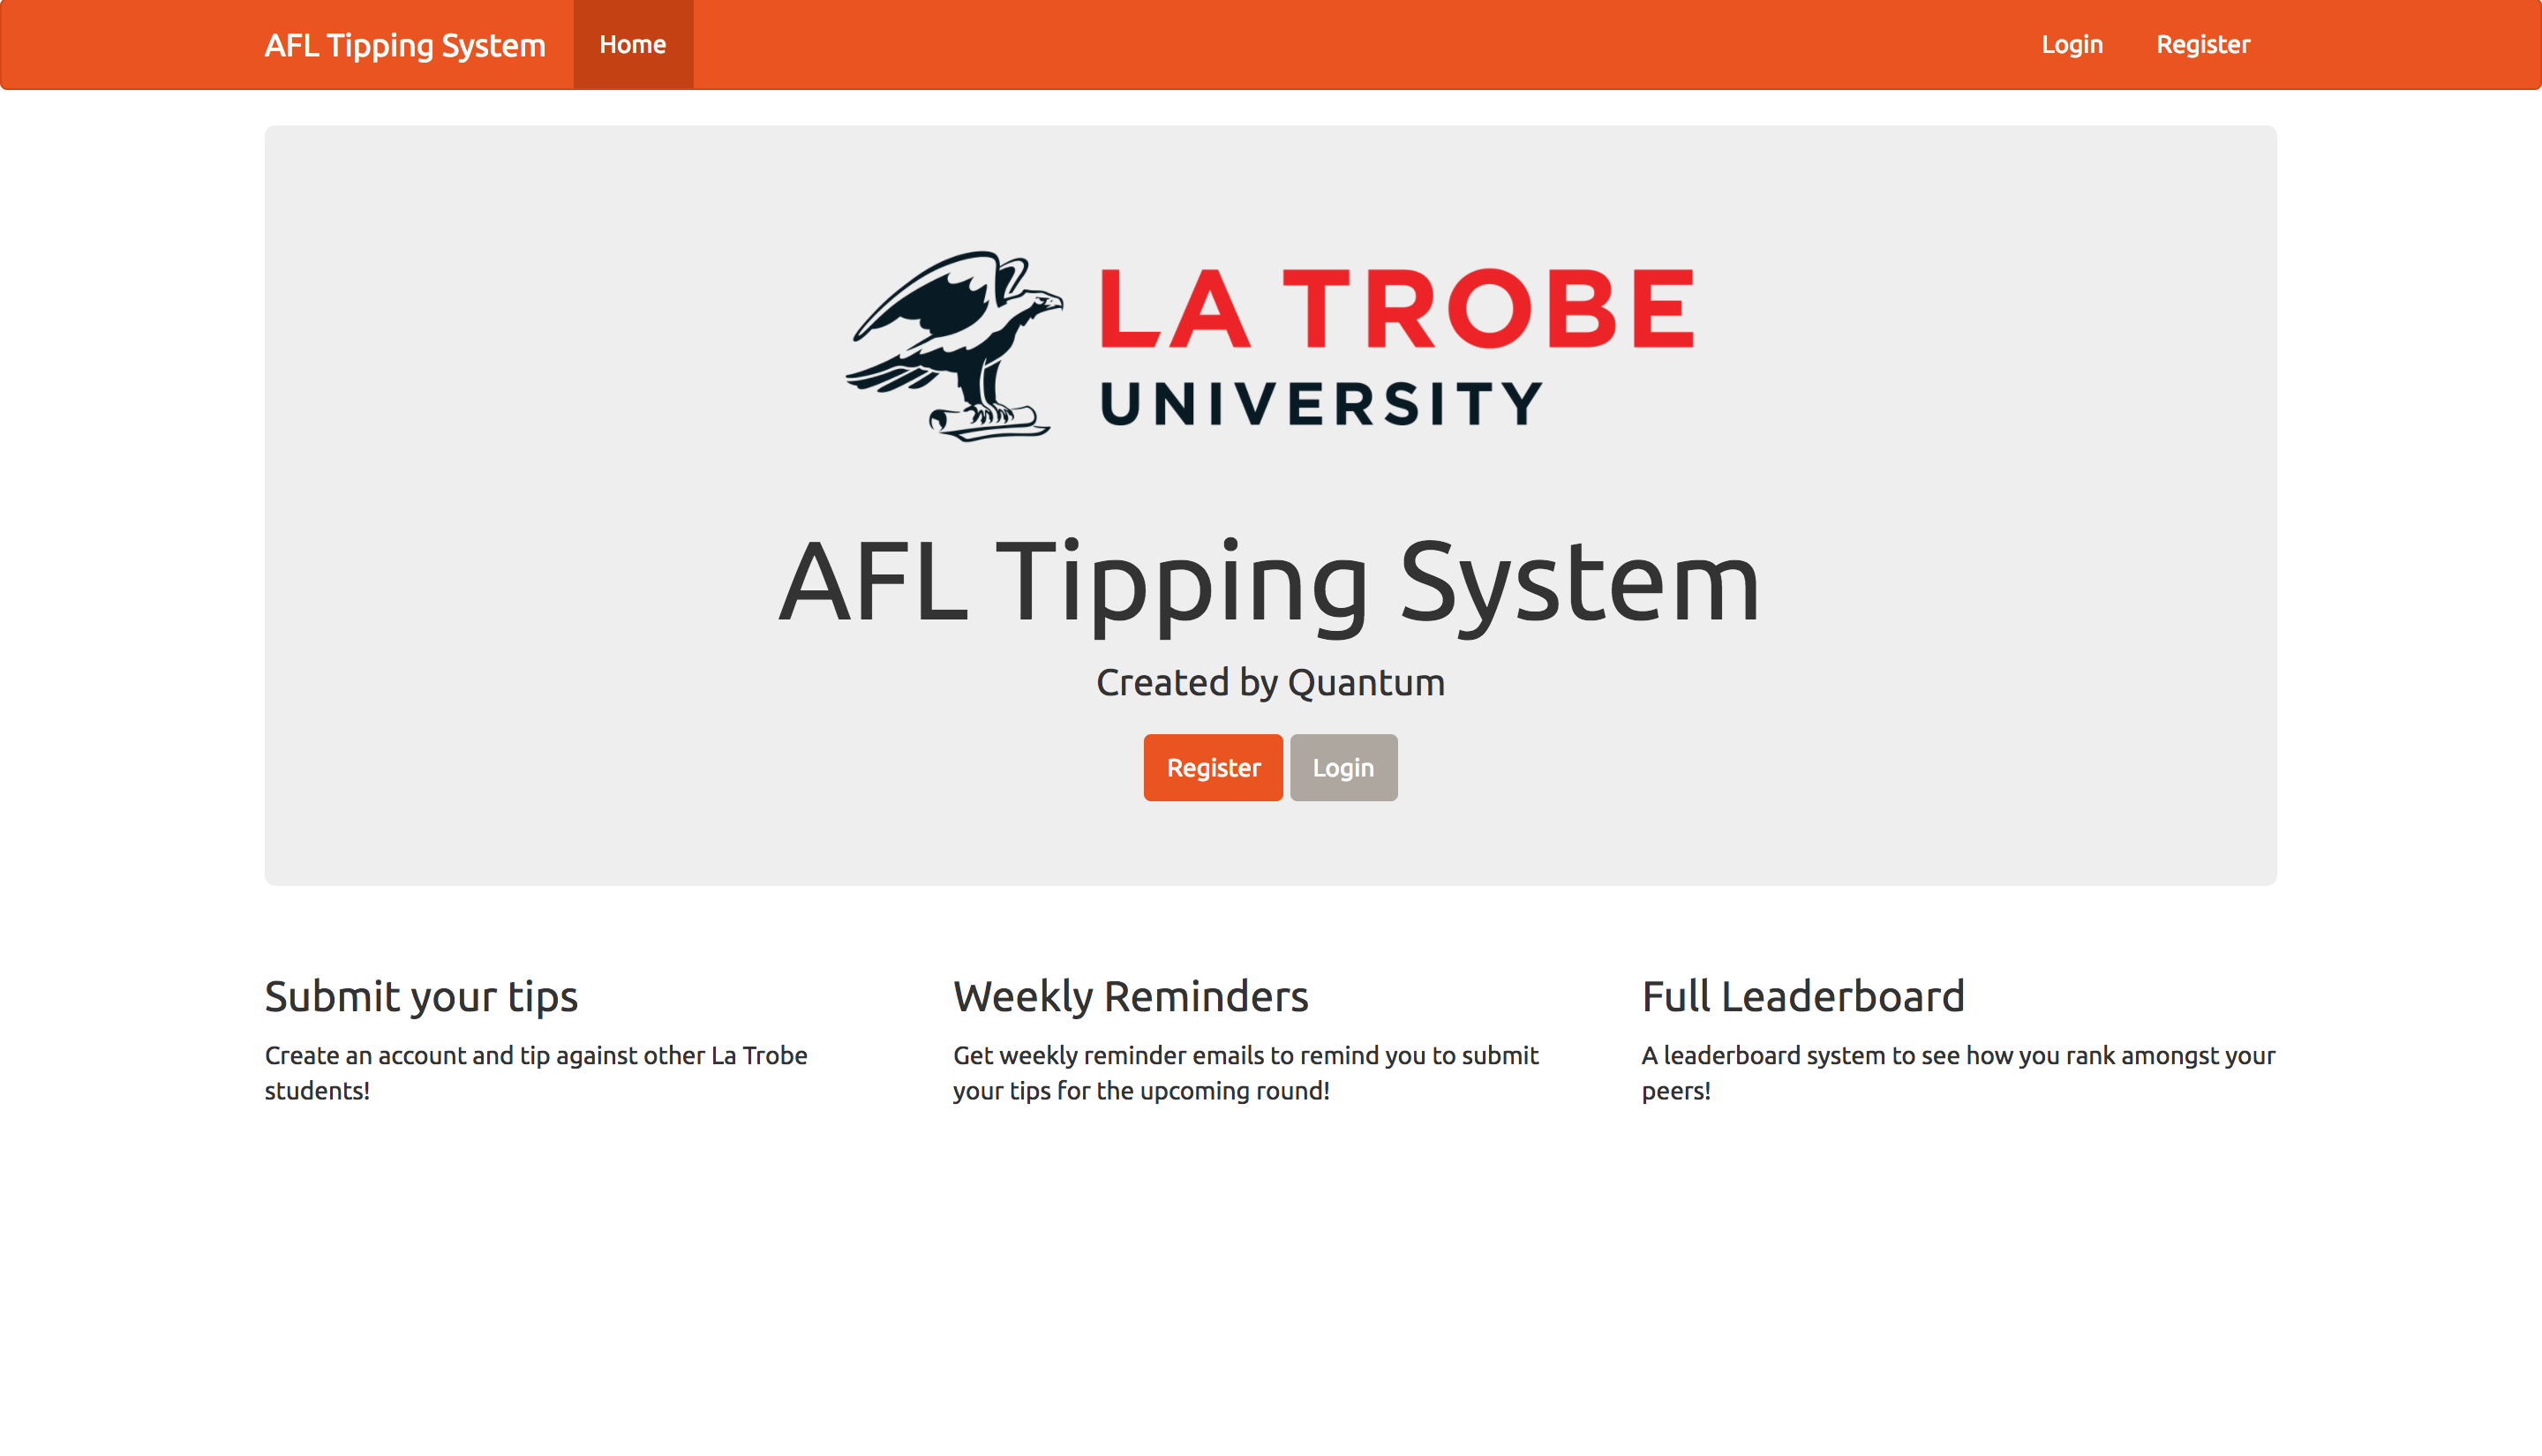 AFL Tipping System Home Login Register
LA TROBE
UNIVERSITY
AFL Tipping System
Created by Quantum
Register Login
Submit your tips
Create an account and tip against other La Trobe
students!
Weekly Reminders
Get weekly reminder emails to remind you to submit
your tips for the upcoming round!
Full Leaderboard
A leaderboard system to see how you rank amongst your
peers!